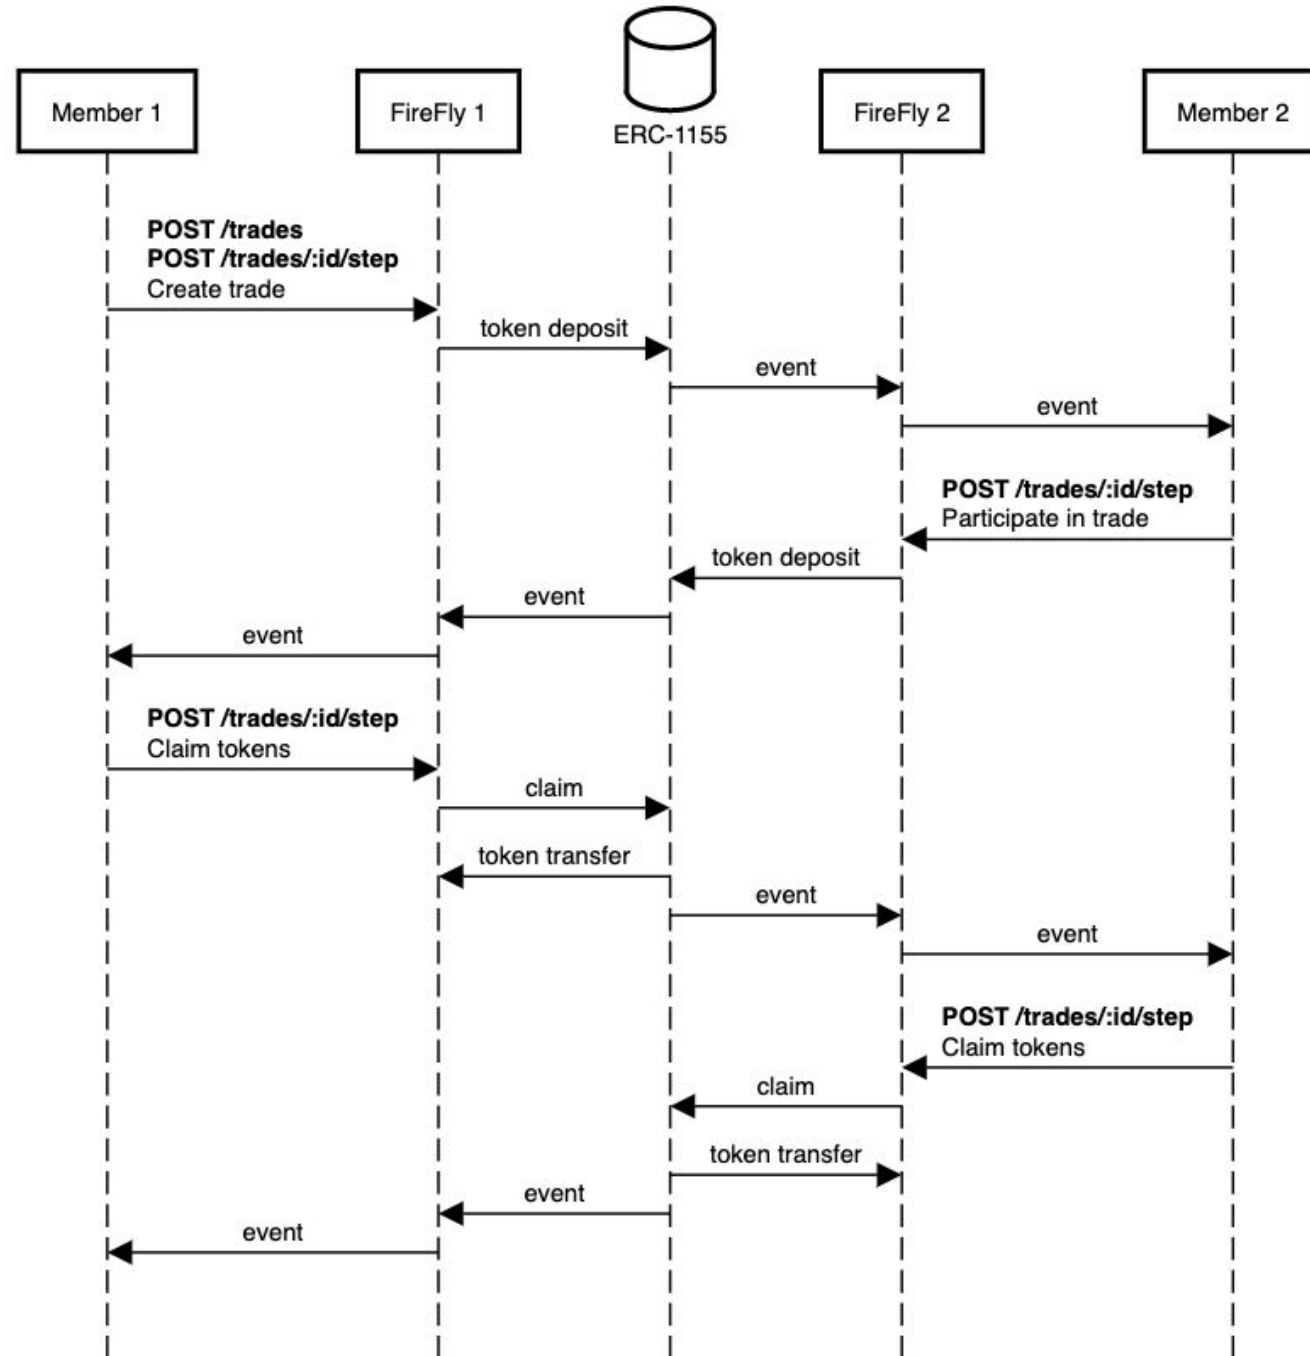 Member 1
FireFly 1
ERC-1155
FireFly 2
Member 2
POST /trades
POST /trades/:id/step
Create trade
token deposit
event
event
POST /trades/:id/step
Participate in trade
token deposit
event
event
POST /trades/:id/step
Claim tokens
claim
token transfer
event
event
POST /trades/:id/step
Claim tokens
claim
token transfer
event
event